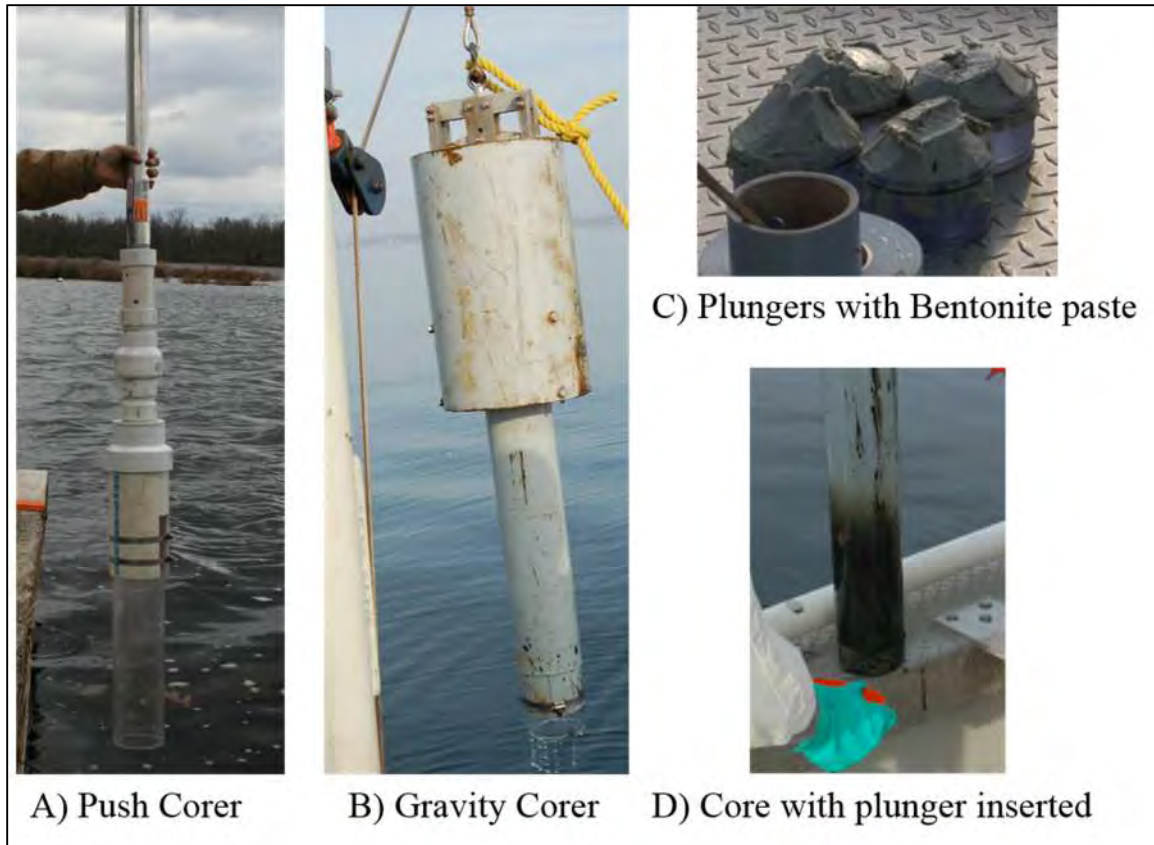 C) Plungers with Bentonite paste
A) Push Corer
B) Gravity Corer
D) Core with plunger inserted